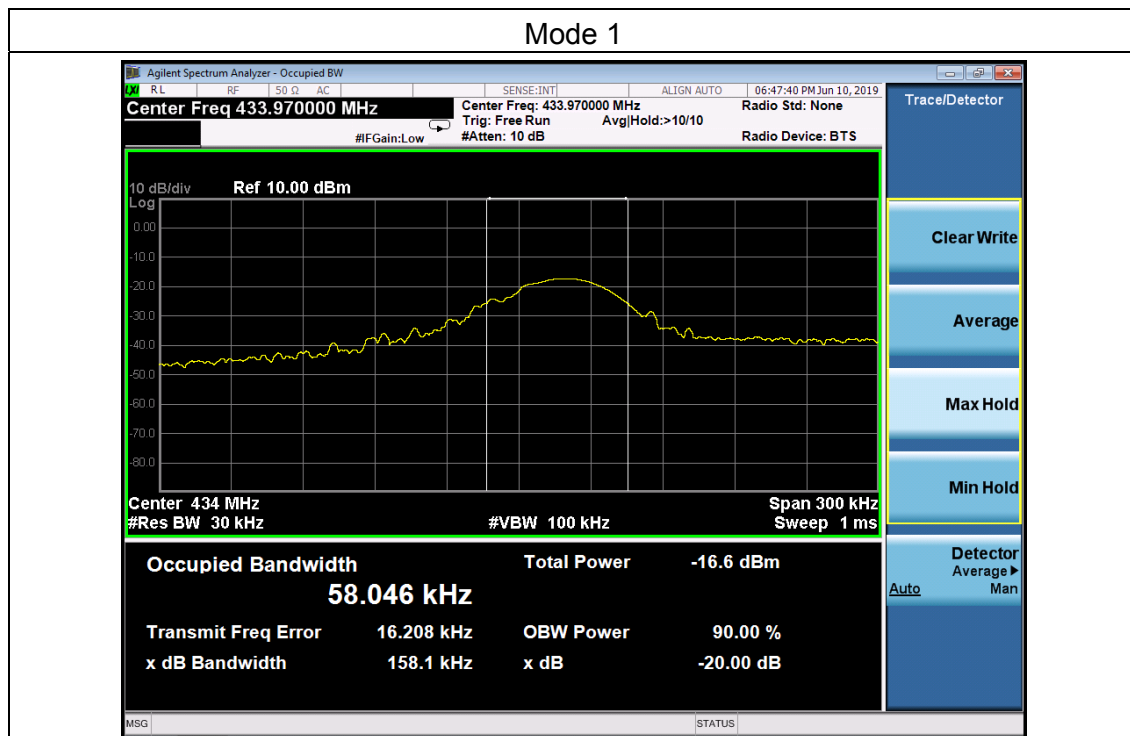 Mode 1
Agilent Spectrum Analyzer - Occupied BW
LXI RL RF 50 Ω AC SENSE:INT ALIGN AUTO 06:47:40 PM Jun 10, 2019
Center Freq 433.970000 MHz
#IFGain:Low
Center Freq: 433.970000 MHz
Trig: Free Run Avg|Hold:>10/10
#Atten: 10 dB
Radio Std: None
Radio Device: BTS
10 dB/div Ref 10.00 dBm
Log
0.00
-10.0
-20.0
-30.0
-40.0
-50.0
-60.0
-70.0
-80.0
Center 434 MHz Span 300 kHz
#Res BW 30 kHz #VBW 100 kHz Sweep 1 ms
Occupied Bandwidth Total Power -16.6 dBm
58.046 kHz
Transmit Freq Error 16.208 kHz OBW Power 90.00 %
x dB Bandwidth 158.1 kHz x dB -20.00 dB
MSG STATUS
Trace/Detector
Clear Write
Average
Max Hold
Min Hold
Detector
Average▶
Auto Man